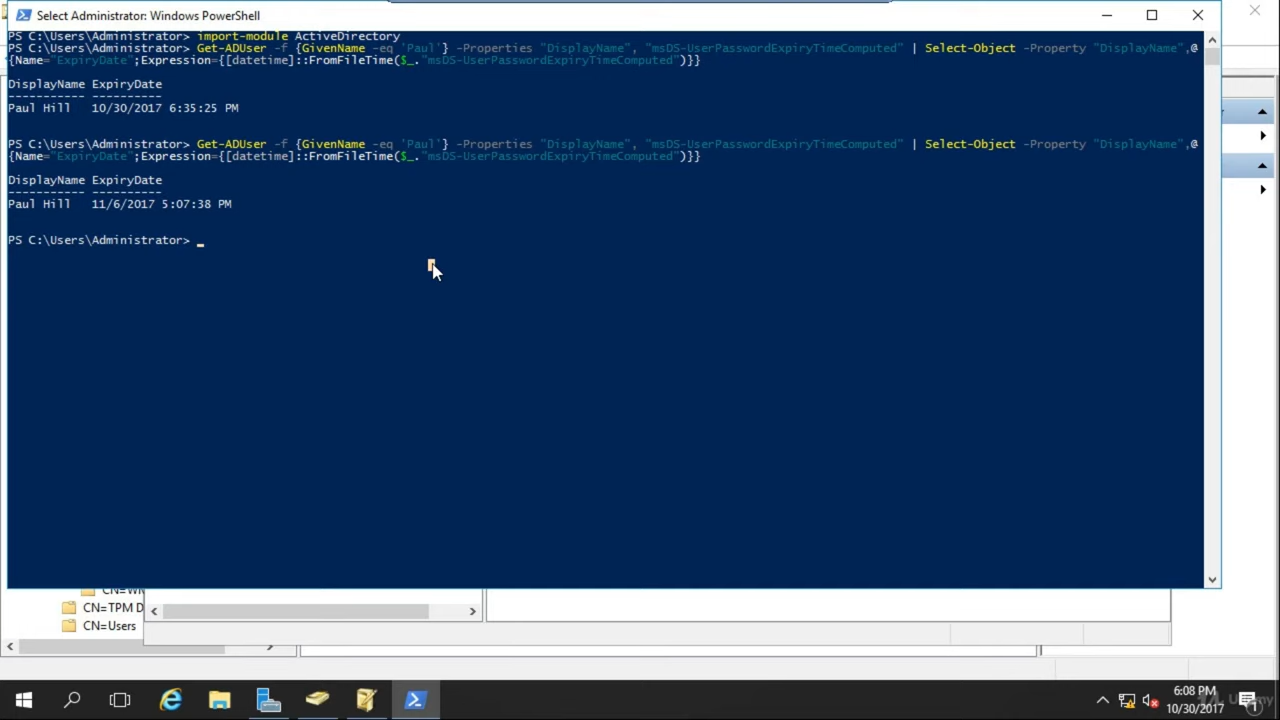 Select Administrator: Windows PowerShell
PS C:\Users\Administrator> import-module ActiveDirectory
PS C:\Users\Administrator> Get-ADUser -f {GivenName -eq 'Paul'} -Properties "DisplayName", "msDS-UserPasswordExpiryTimeComputed" | Select-Object -Property "DisplayName",@
{Name="ExpiryDate";Expression={[datetime]::FromFileTime($_."msDS-UserPasswordExpiryTimeComputed")}}
DisplayName ExpiryDate
----------- ----------
Paul Hill   10/30/2017 6:35:25 PM
PS C:\Users\Administrator> Get-ADUser -f {GivenName -eq 'Paul'} -Properties "DisplayName", "msDS-UserPasswordExpiryTimeComputed" | Select-Object -Property "DisplayName",@
{Name="ExpiryDate";Expression={[datetime]::FromFileTime($_."msDS-UserPasswordExpiryTimeComputed")}}
DisplayName ExpiryDate
----------- ----------
Paul Hill   11/6/2017 5:07:38 PM
PS C:\Users\Administrator>
CN=TPM D
CN=Users
6:08 PM
10/30/2017
Udemy